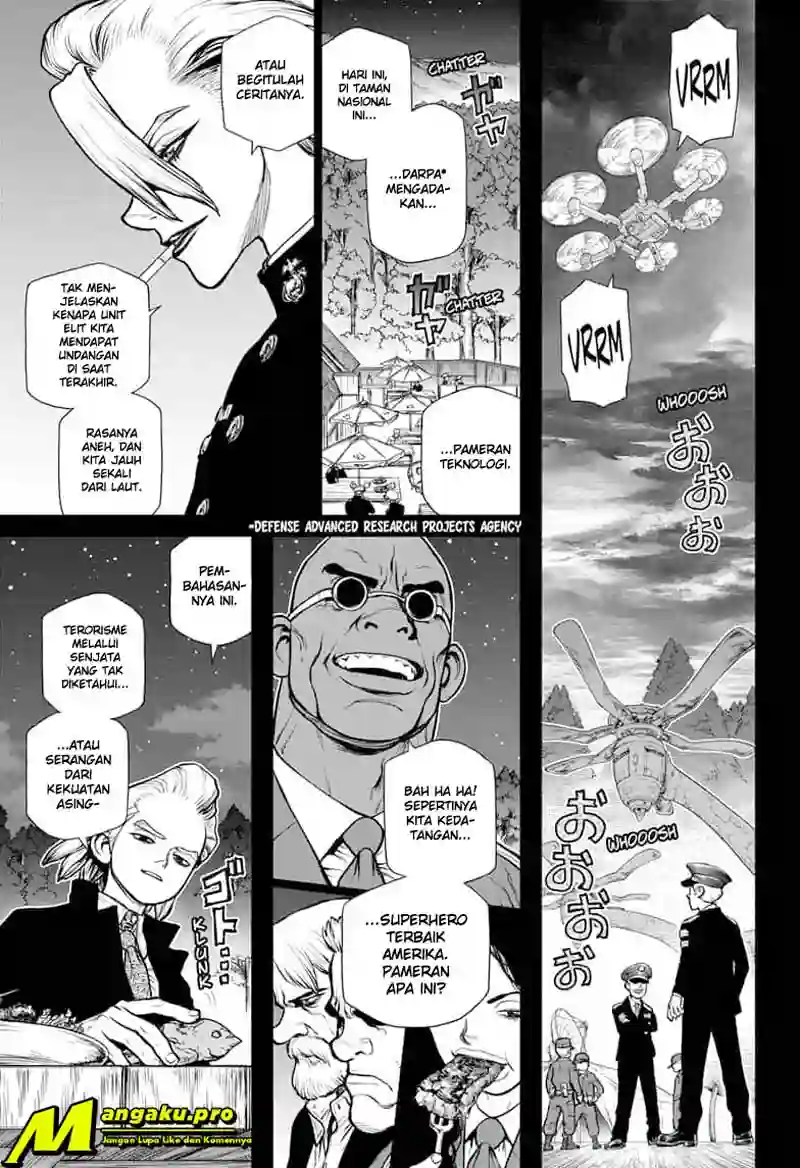 VRRM
VRRM
WHOOOSH
おおお
WHOOOSH
おおおお
CHATTER
ガヤ
HARI INI,
DI TAMAN
NASIONAL
INI...
...DARPA*
MENGADA-
KAN...
ガヤ
CHATTER
...PAMERAN
TEKNOLOGI.
ATAU
BEGITULAH
CERITANYA.
TAK MEN-
JELASKAN
KENAPA UNIT
ELIT KITA
MENDAPAT
UNDANGAN
DI SAAT
TERAKHIR.
RASANYA
ANEH, DAN
KITA JAUH
SEKALI
DARI LAUT.
*DEFENSE ADVANCED RESEARCH PROJECTS AGENCY
BAH HA HA!
SEPERTINYA
KITA KEDA-
TANGAN...
...SUPERHERO
TERBAIK
AMERIKA.
PAMERAN
APA INI?
PEM-
BAHASAN-
NYA INI.
TERORISME
MELALUI
SENJATA
YANG TAK
DIKETAHUI...
...ATAU
SERANGAN
DARI
KEKUATAN
ASING-
ゴト...
KLUNK
Mangaku.pro
Jangan Lupa Like dan Komennya